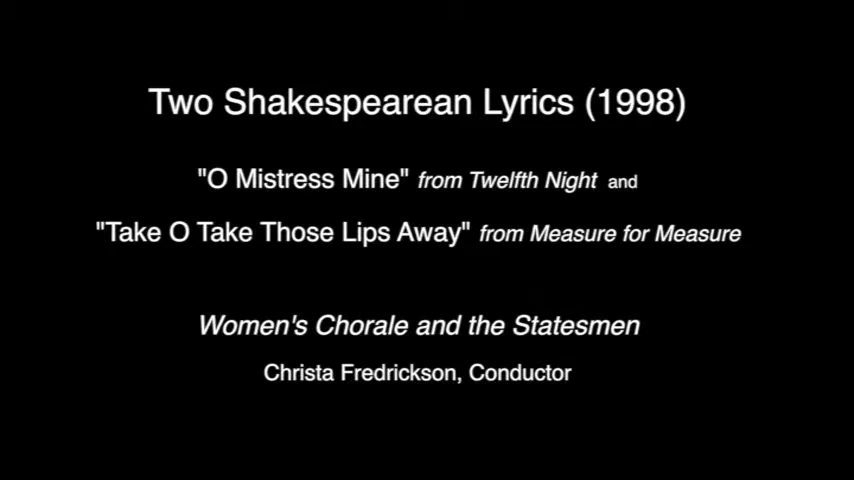 Two Shakespearean Lyrics (1998)
"O Mistress Mine" from Twelfth Night and
"Take O Take Those Lips Away" from Measure for Measure
Women's Chorale and the Statesmen
Christa Fredrickson, Conductor